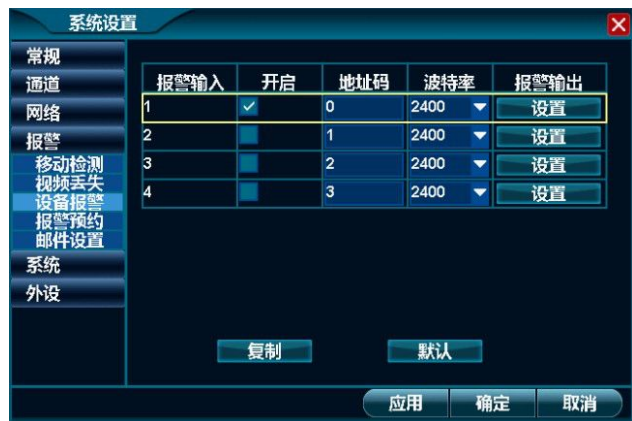 系统设置
常规
通道
网络
报警
移动检测
视频丢失
设备报警
报警预约
邮件设置
系统
外设
报警输入 开启 地址码 波特率 报警输出
1 0 2400 设置
2 1 2400 设置
3 2 2400 设置
4 3 2400 设置
复制 默认
应用 确定 取消